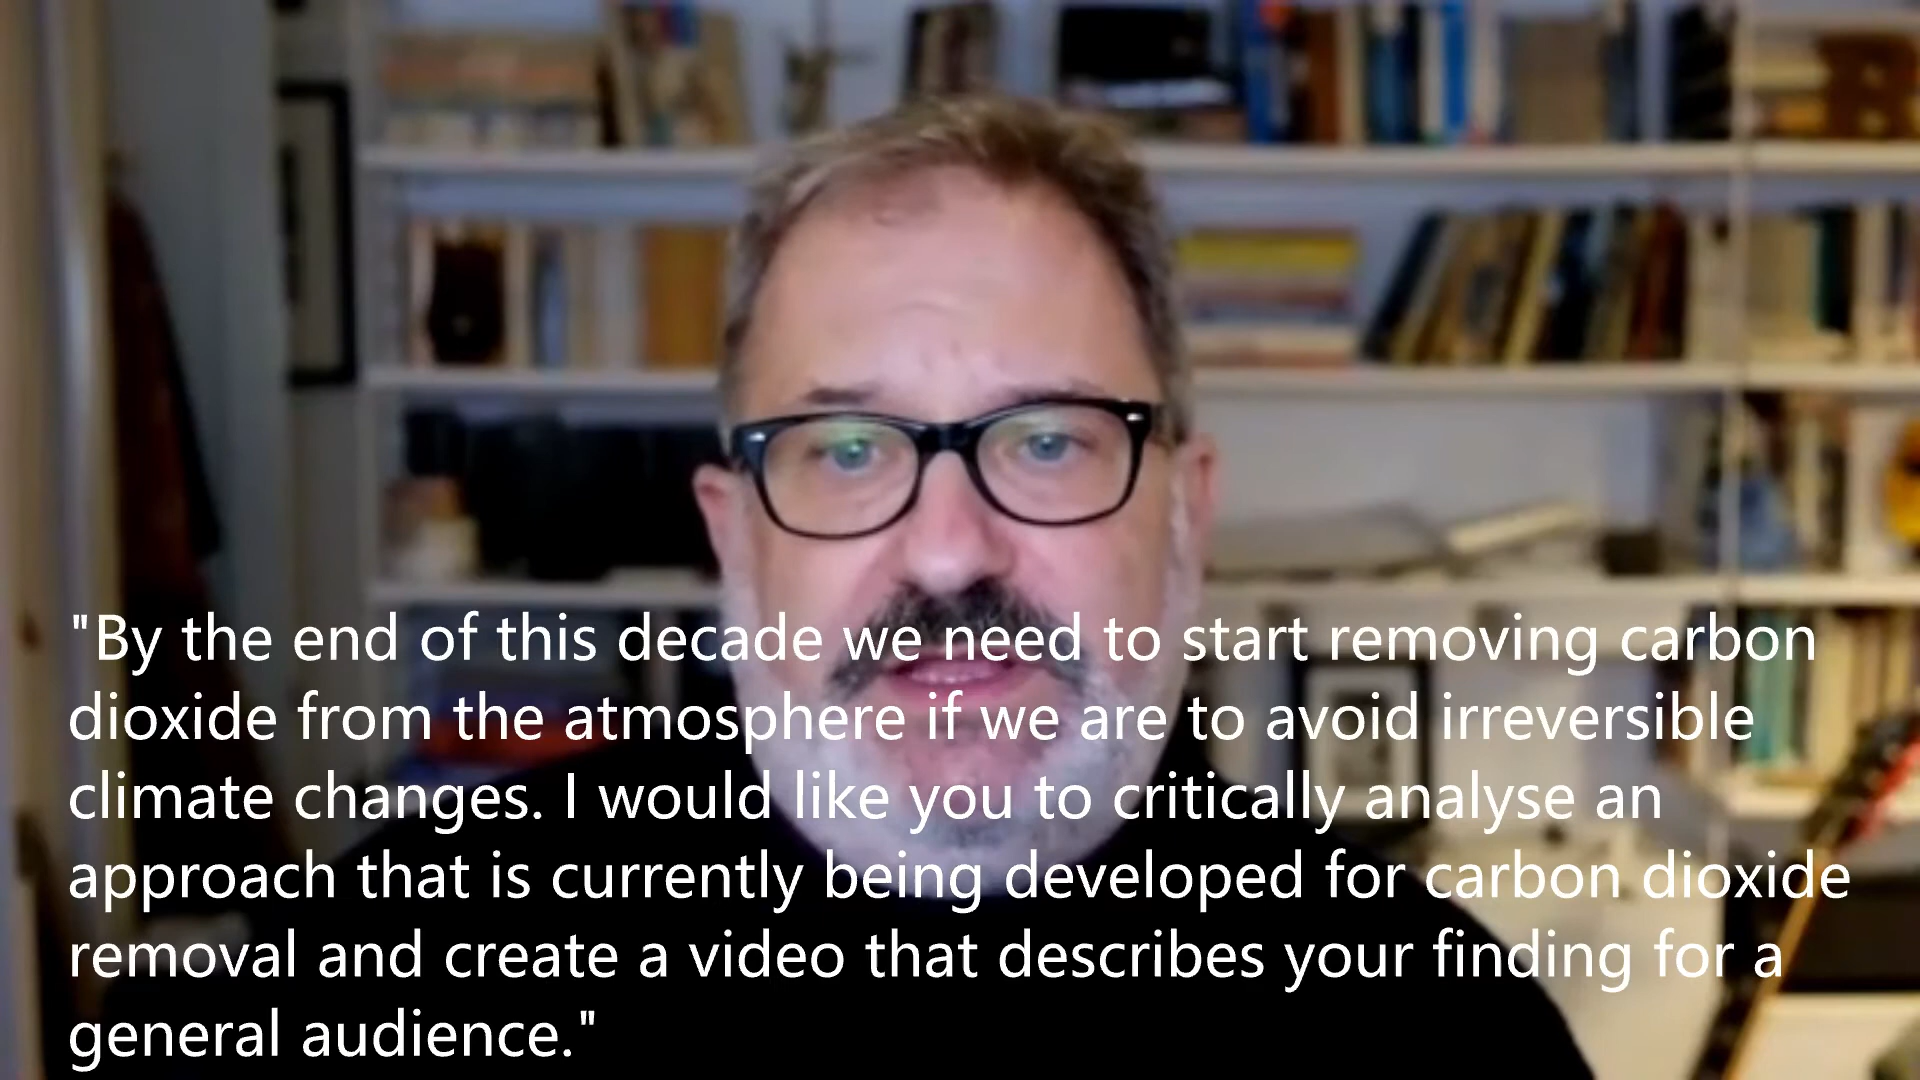 "By the end of this decade we need to start removing carbon
dioxide from the atmosphere if we are to avoid irreversible
climate changes. I would like you to critically analyse an
approach that is currently being developed for carbon dioxide
removal and create a video that describes your finding for a
general audience."